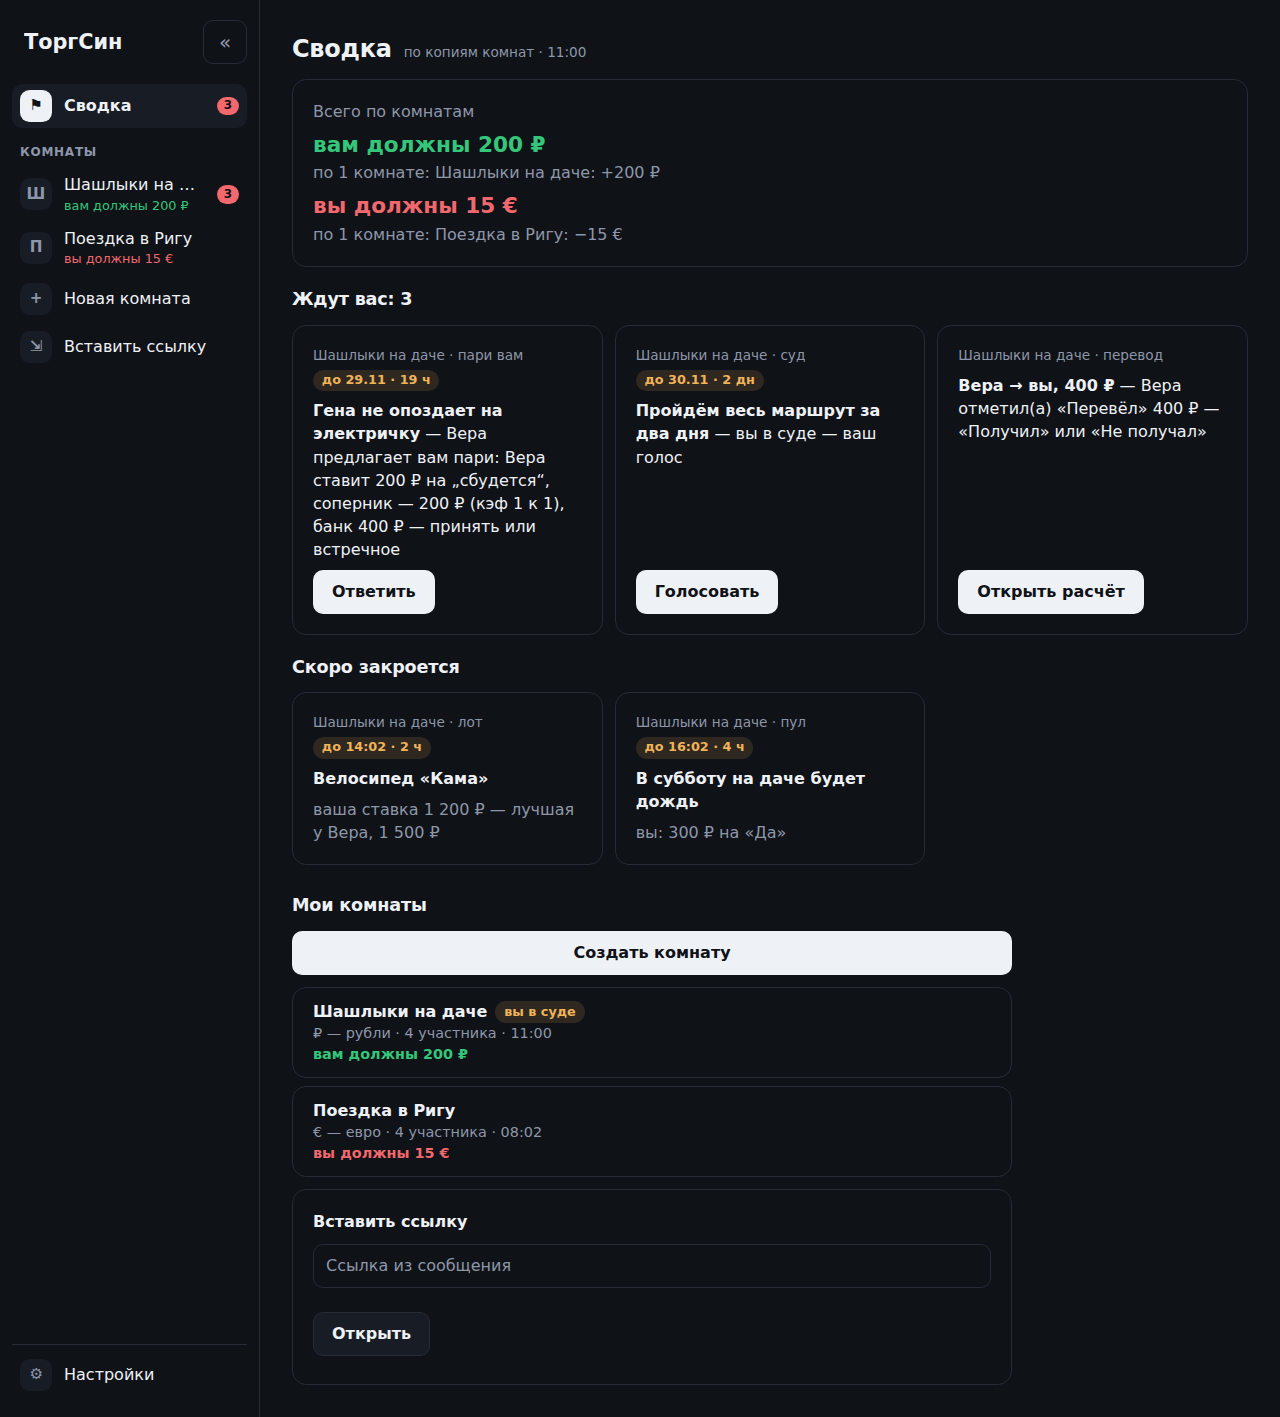 ТоргСин
«
⚑ Сводка 3
КОМНАТЫ
Ш Шашлыки на … 3
вам должны 200 ₽
П Поездка в Ригу
вы должны 15 €
+ Новая комната
⇲ Вставить ссылку
⚙ Настройки
Сводка по копиям комнат · 11:00
Всего по комнатам
вам должны 200 ₽
по 1 комнате: Шашлыки на даче: +200 ₽
вы должны 15 €
по 1 комнате: Поездка в Ригу: −15 €
Ждут вас: 3
Шашлыки на даче · пари вам
до 29.11 · 19 ч
Гена не опоздает на
электричку — Вера
предлагает вам пари: Вера
ставит 200 ₽ на „сбудется“,
соперник — 200 ₽ (кэф 1 к 1),
банк 400 ₽ — принять или
встречное
Ответить
Шашлыки на даче · суд
до 30.11 · 2 дн
Пройдём весь маршрут за
два дня — вы в суде — ваш
голос
Голосовать
Шашлыки на даче · перевод
Вера → вы, 400 ₽ — Вера
отметил(а) «Перевёл» 400 ₽ —
«Получил» или «Не получал»
Открыть расчёт
Скоро закроется
Шашлыки на даче · лот
до 14:02 · 2 ч
Велосипед «Кама»
ваша ставка 1 200 ₽ — лучшая
у Вера, 1 500 ₽
Шашлыки на даче · пул
до 16:02 · 4 ч
В субботу на даче будет
дождь
вы: 300 ₽ на «Да»
Мои комнаты
Создать комнату
Шашлыки на даче вы в суде
₽ — рубли · 4 участника · 11:00
вам должны 200 ₽
Поездка в Ригу
€ — евро · 4 участника · 08:02
вы должны 15 €
Вставить ссылку
Ссылка из сообщения
Открыть